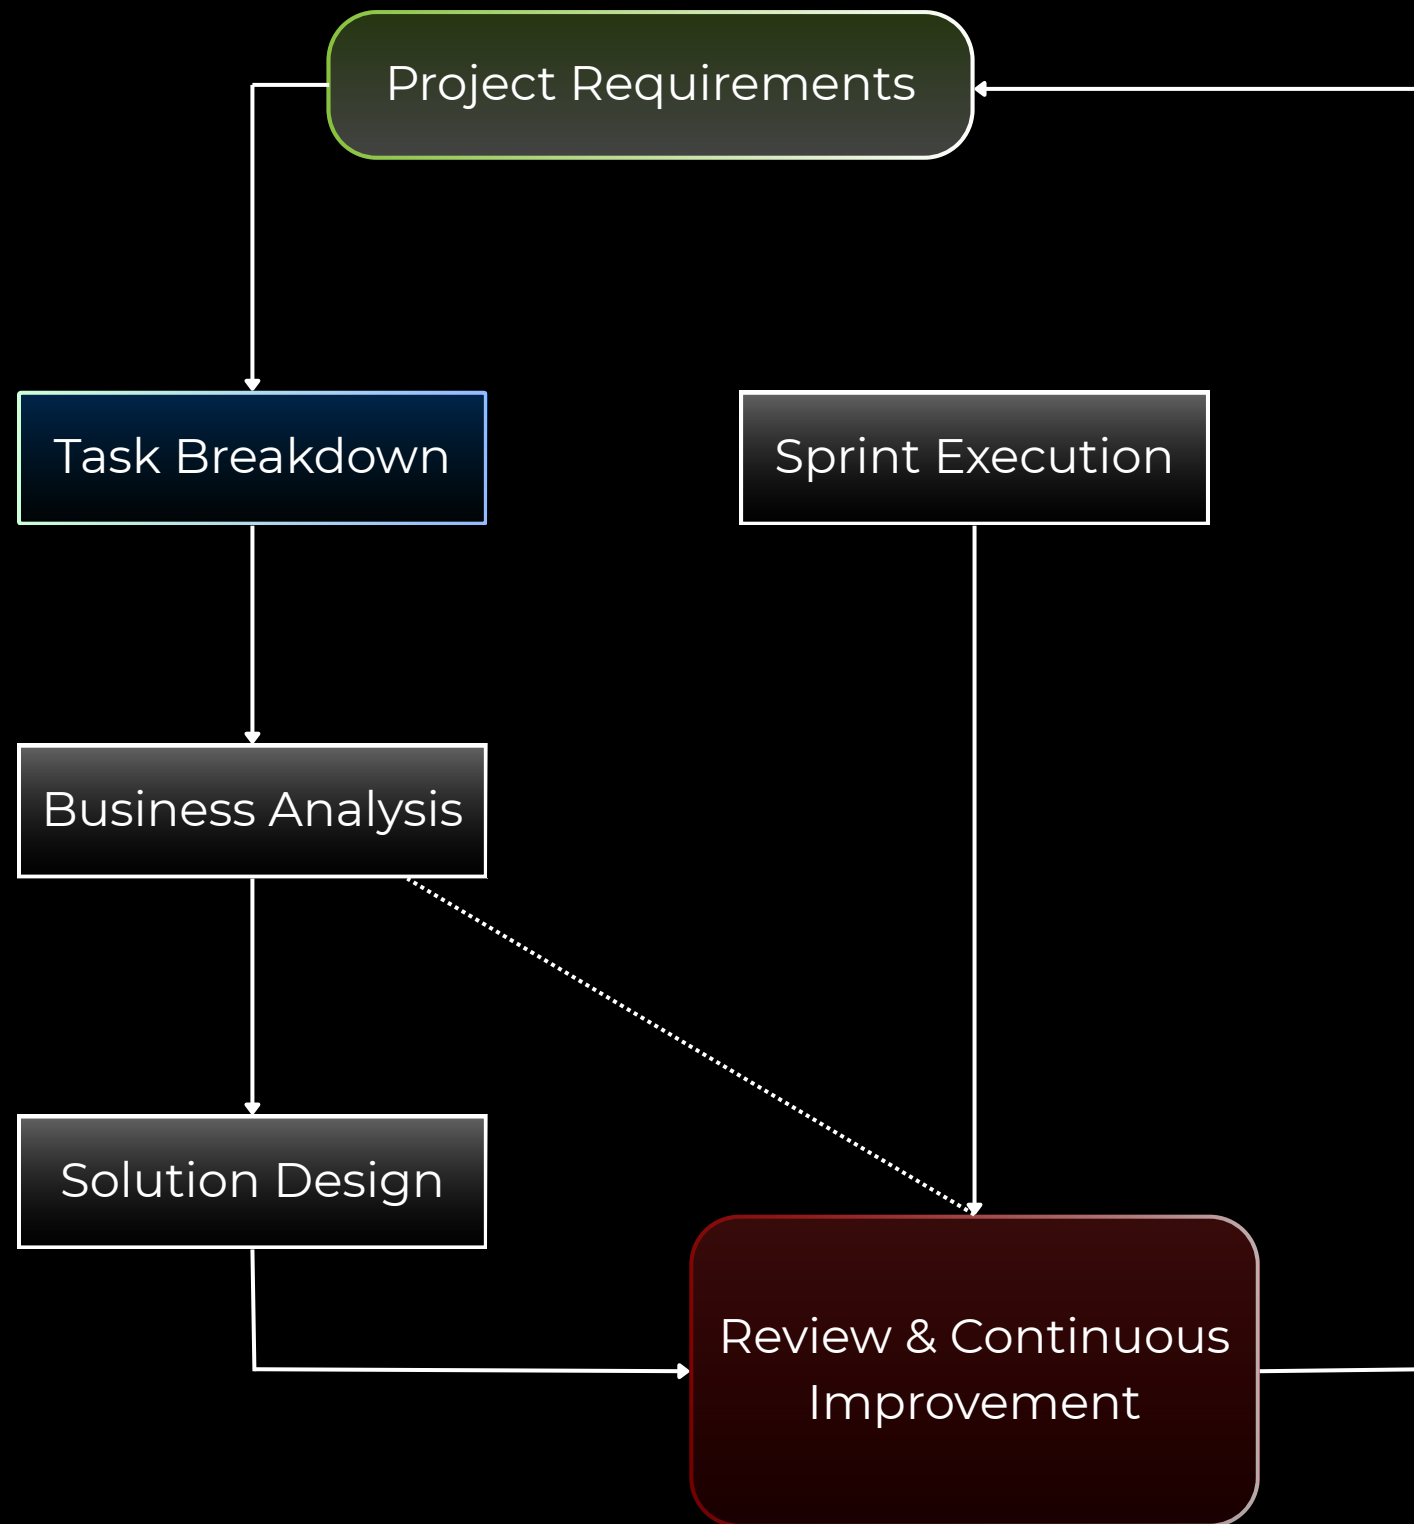 Project Requirements
Task Breakdown
Sprint Execution
Business Analysis
Solution Design
Review & Continuous
Improvement